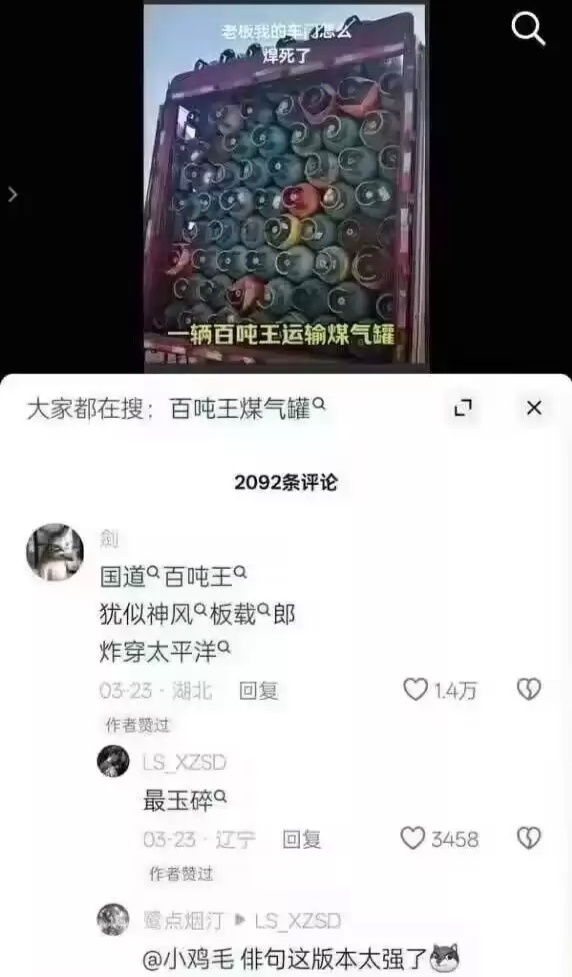 老板我的车门怎么
焊死了
一辆百吨王运输煤气罐
大家都在搜：百吨王煤气罐
2092条评论
剑
国道百吨王
犹似神风板载郎
炸穿太平洋
03-23 · 湖北 回复 1.4万
作者赞过
LS_XZSD
最玉碎
03-23 · 辽宁 回复 3458
作者赞过
鹭点烟汀 ▶ LS_XZSD
@小鸡毛 俳句这版本太强了